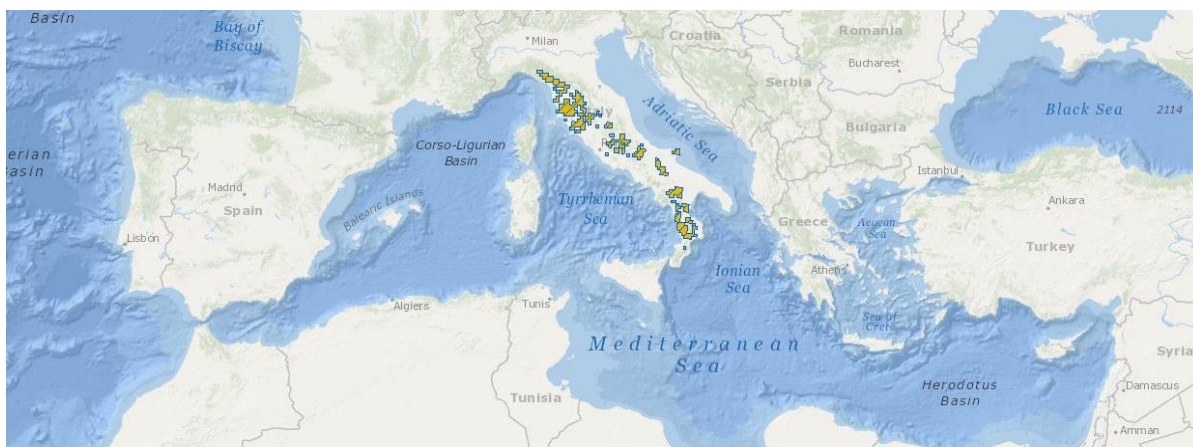 Basin
Bay of
Biscay
Milan
Croatia
Romania
Bucharest
Serbia
Black Sea
2114
Adriatic Sea
Bulgaria
Corso-Ligurian
Basin
Istanbul
erian
Basin
Madrid
Spain
Balearic Islands
Tyrrhenian
Sea
Ankara
Greece
Aegean
Sea
Turkey
Lisbon
Ionian
Sea
Athens
Algiers
Tunis
Sea of
Crete
Mediterranean
Sea
Syria
Herodotus
Basin
Damascus
Tunisia
Amman